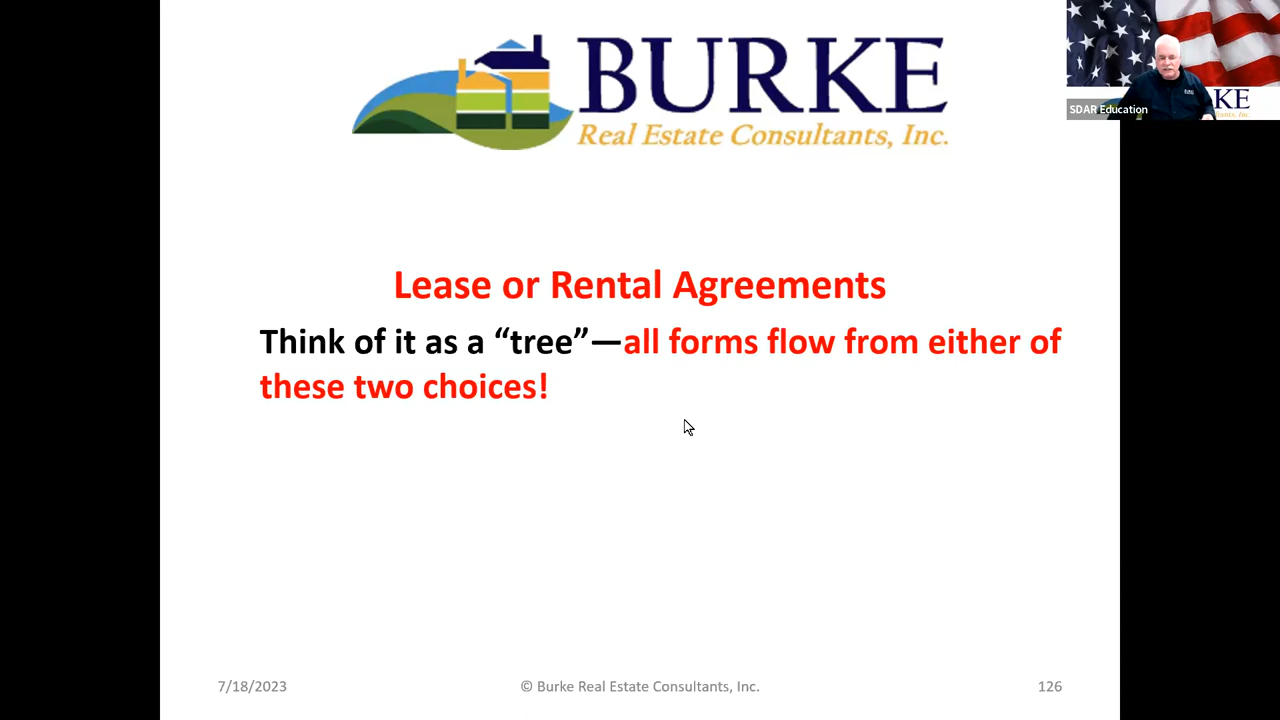 BURKE
Real Estate Consultants, Inc.
SDAR Education
KE
Lease or Rental Agreements
Think of it as a “tree”—all forms flow from either of
these two choices!
7/18/2023
© Burke Real Estate Consultants, Inc.
126